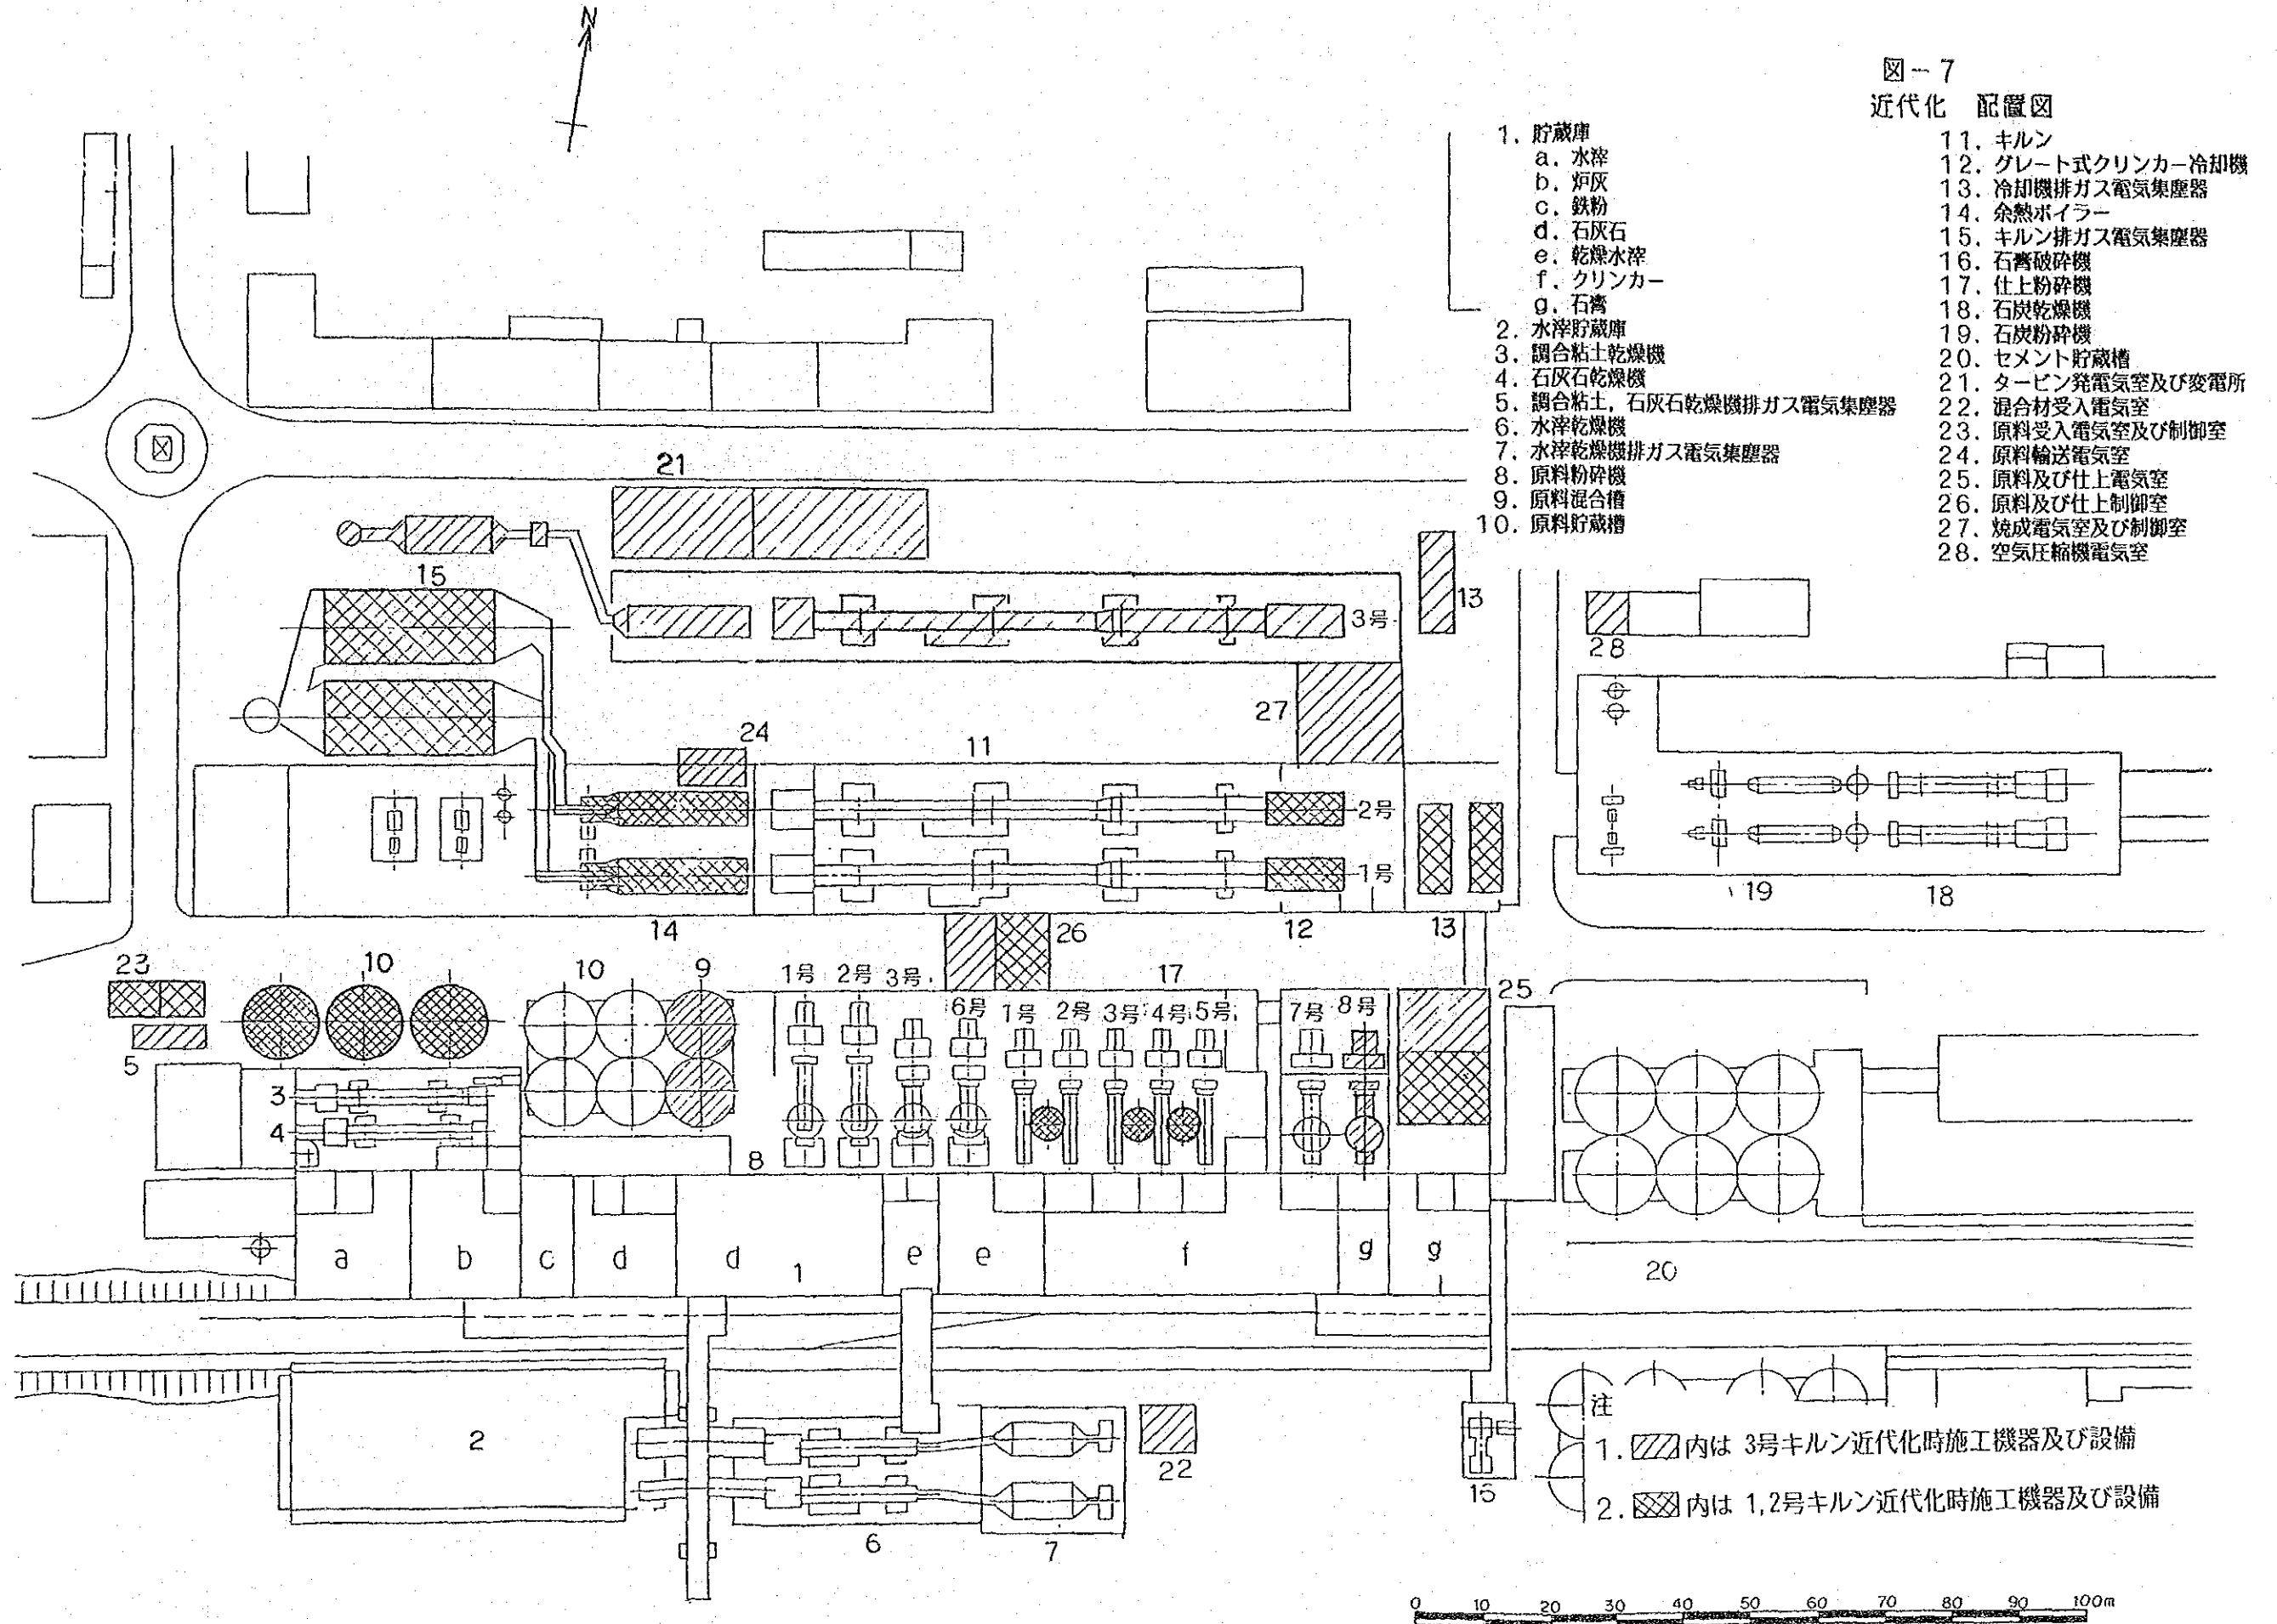 N
図-7
近代化 配置図
1. 貯蔵庫
a. 水滓
b. 炉灰
c. 鉄粉
d. 石灰石
e. 乾燥水滓
f. クリンカー
g. 石膏
2. 水滓貯蔵庫
3. 調合粘土乾燥機
4. 石灰石乾燥機
5. 調合粘土,石灰石乾燥機排ガス電気集塵器
6. 水滓乾燥機
7. 水滓乾燥機排ガス電気集塵器
8. 原料粉砕機
9. 原料混合槽
10. 原料貯蔵槽
11. キルン
12. グレート式クリンカー冷却機
13. 冷却機排ガス電気集塵器
14. 余熱ボイラー
15. キルン排ガス電気集塵器
16. 石膏破砕機
17. 仕上粉砕機
18. 石炭乾燥機
19. 石炭粉砕機
20. セメント貯蔵槽
21. タービン発電気室及び変電所
22. 混合材受入電気室
23. 原料受入電気室及び制御室
24. 原料輸送電気室
25. 原料及び仕上電気室
26. 原料及び仕上制御室
27. 焼成電気室及び制御室
28. 空気圧縮機電気室
21
15
13
3号
28
27
24
11
2号
1号
19
18
14
26
12
13
23
10
10
9
1号 2号 3号
17
25
6号 1号 2号 3号 4号 5号 7号 8号
5
3
4
8
a b c d d 1 e e f g g
20
2
22
16
6
7
注
1. 内は 3号キルン近代化時施工機器及び設備
2. 内は 1,2号キルン近代化時施工機器及び設備
0 10 20 30 40 50 60 70 80 90 100m